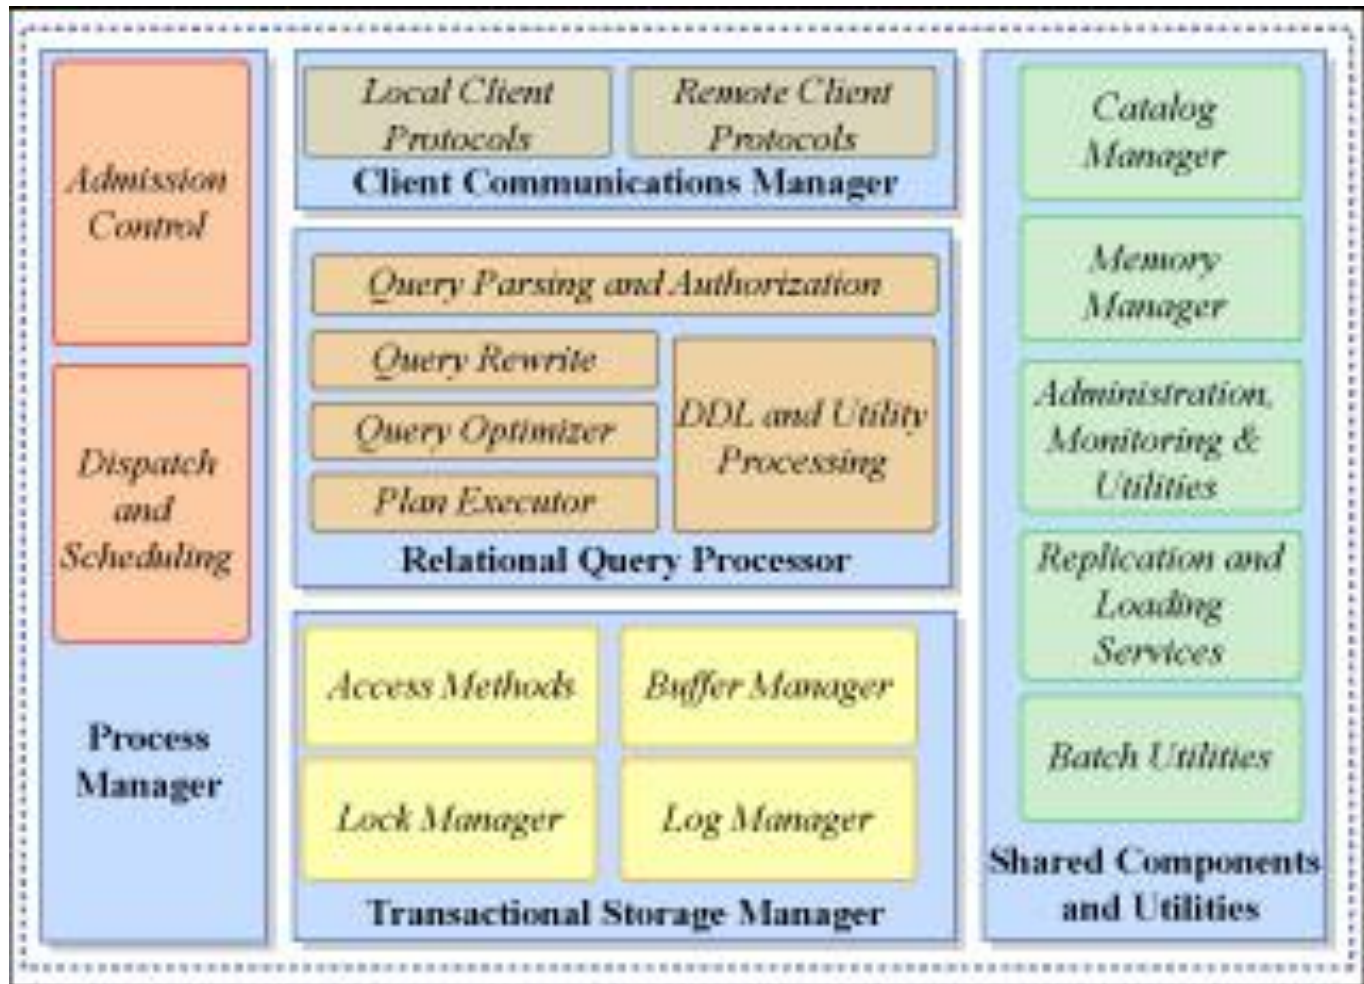 Admission
Control
Dispatch
and
Scheduling
Process
Manager
Local Client
Protocols
Remote Client
Protocols
Client Communications Manager
Query Parsing and Authorization
Query Rewrite
Query Optimizer
Plan Executor
DDL and Utility
Processing
Relational Query Processor
Access Methods
Buffer Manager
Lock Manager
Log Manager
Transactional Storage Manager
Catalog
Manager
Memory
Manager
Administration,
Monitoring &
Utilities
Replication and
Loading
Services
Batch Utilities
Shared Components
and Utilities